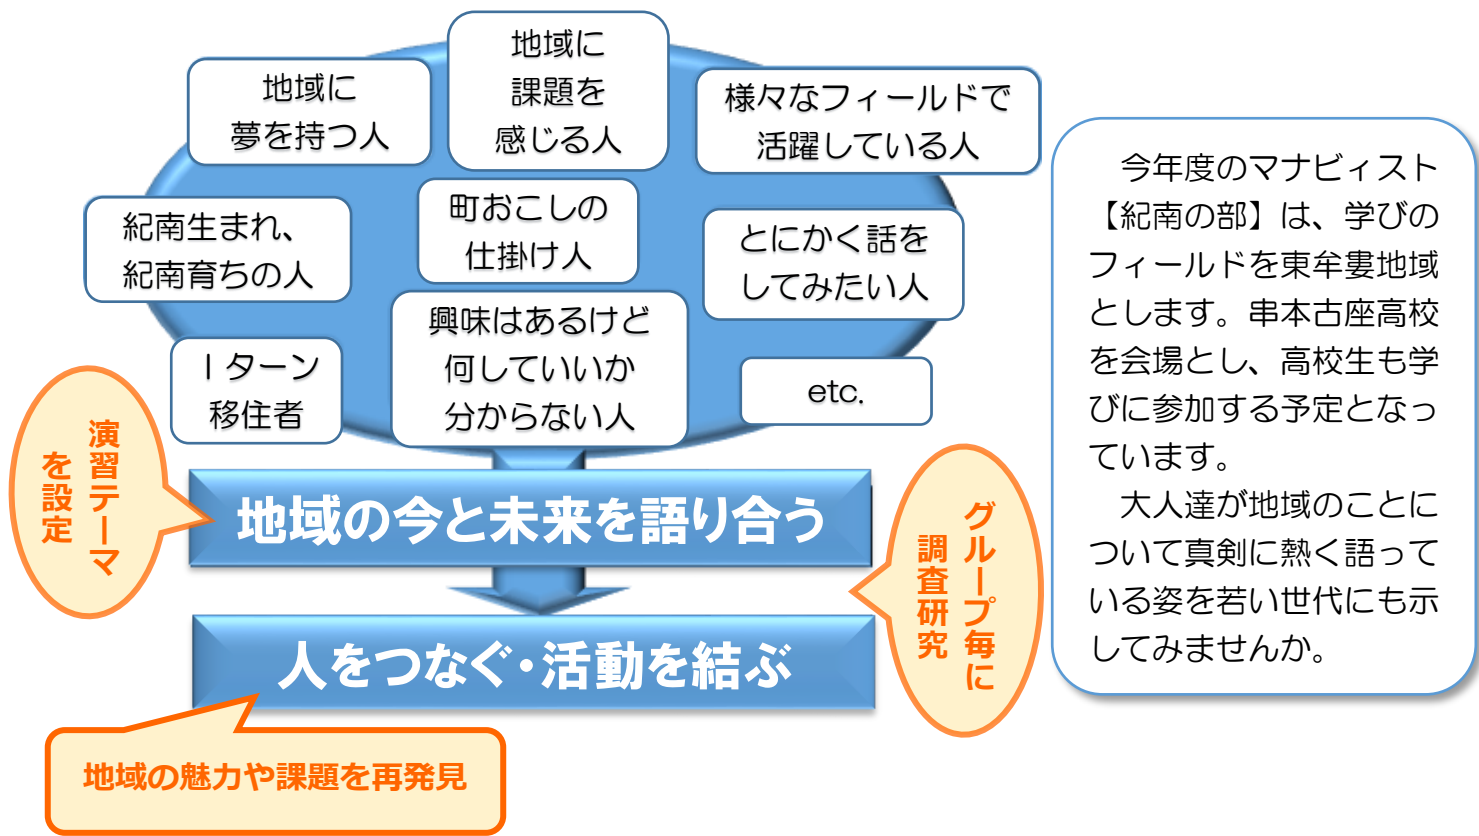 地域に
夢を持つ人
地域に
課題を
感じる人
様々なフィールドで
活躍している人
紀南生まれ、
紀南育ちの人
町おこしの
仕掛け人
とにかく話を
してみたい人
Ⅰターン
移住者
興味はあるけど
何していいか
分からない人
etc.
演習テーマ
を設定
地域の今と未来を語り合う
グループ毎に
調査研究
人をつなぐ・活動を結ぶ
地域の魅力や課題を再発見
今年度のマナビィスト
【紀南の部】は、学びの
フィールドを東牟婁地域
とします。串本古座高校
を会場とし、高校生も学
びに参加する予定となっ
ています。
大人達が地域のことに
ついて真剣に熱く語って
いる姿を若い世代にも示
してみませんか。